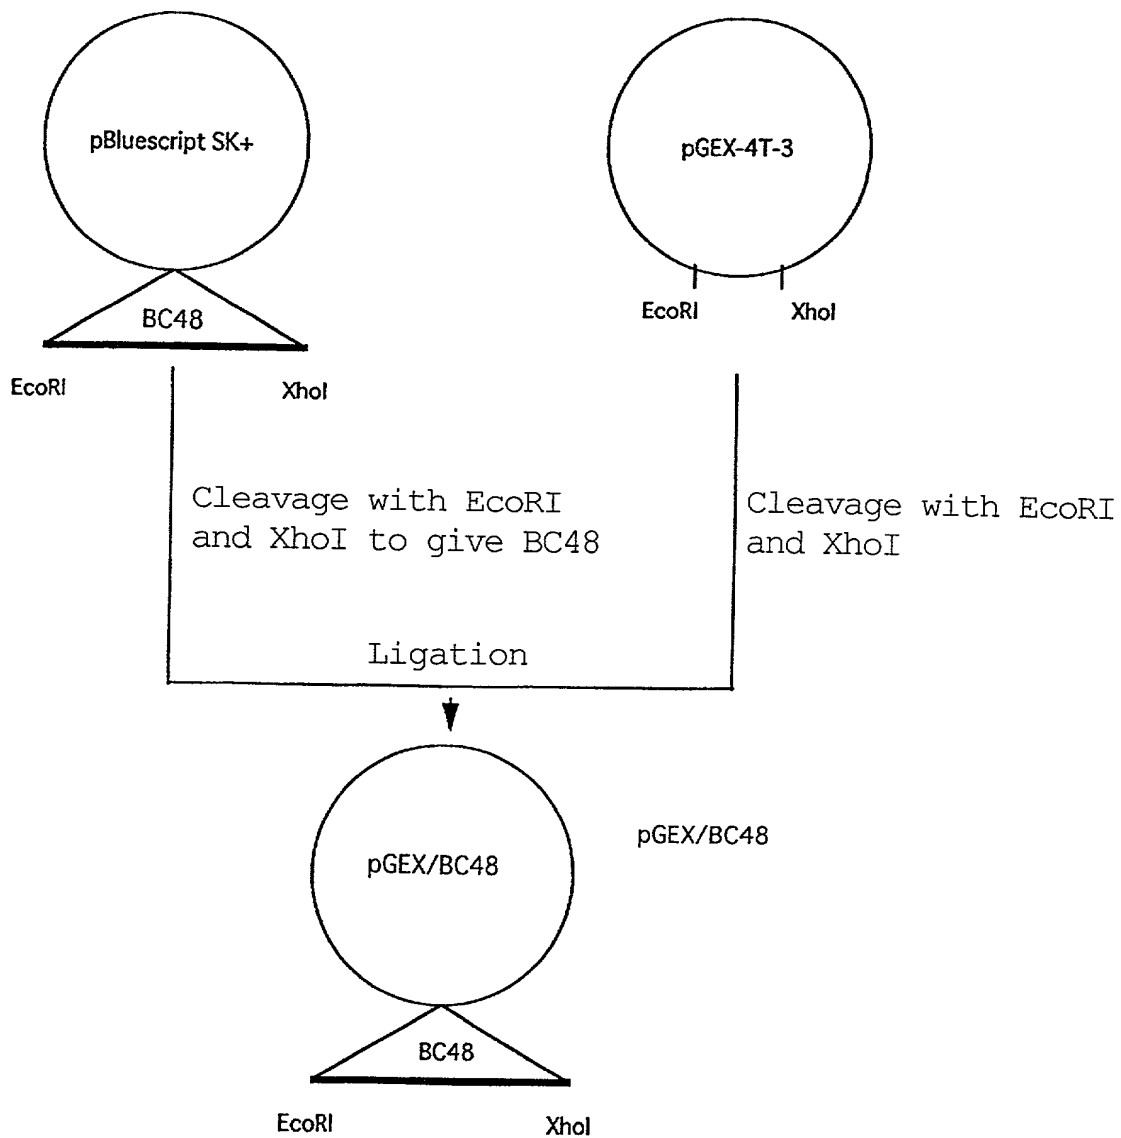 pBluescript SK+
pGEX-4T-3
BC48
EcoRI
XhoI
EcoRI
XhoI
Cleavage with EcoRI
and XhoI to give BC48
Cleavage with EcoRI
and XhoI
Ligation
pGEX/BC48
pGEX/BC48
BC48
EcoRI
XhoI